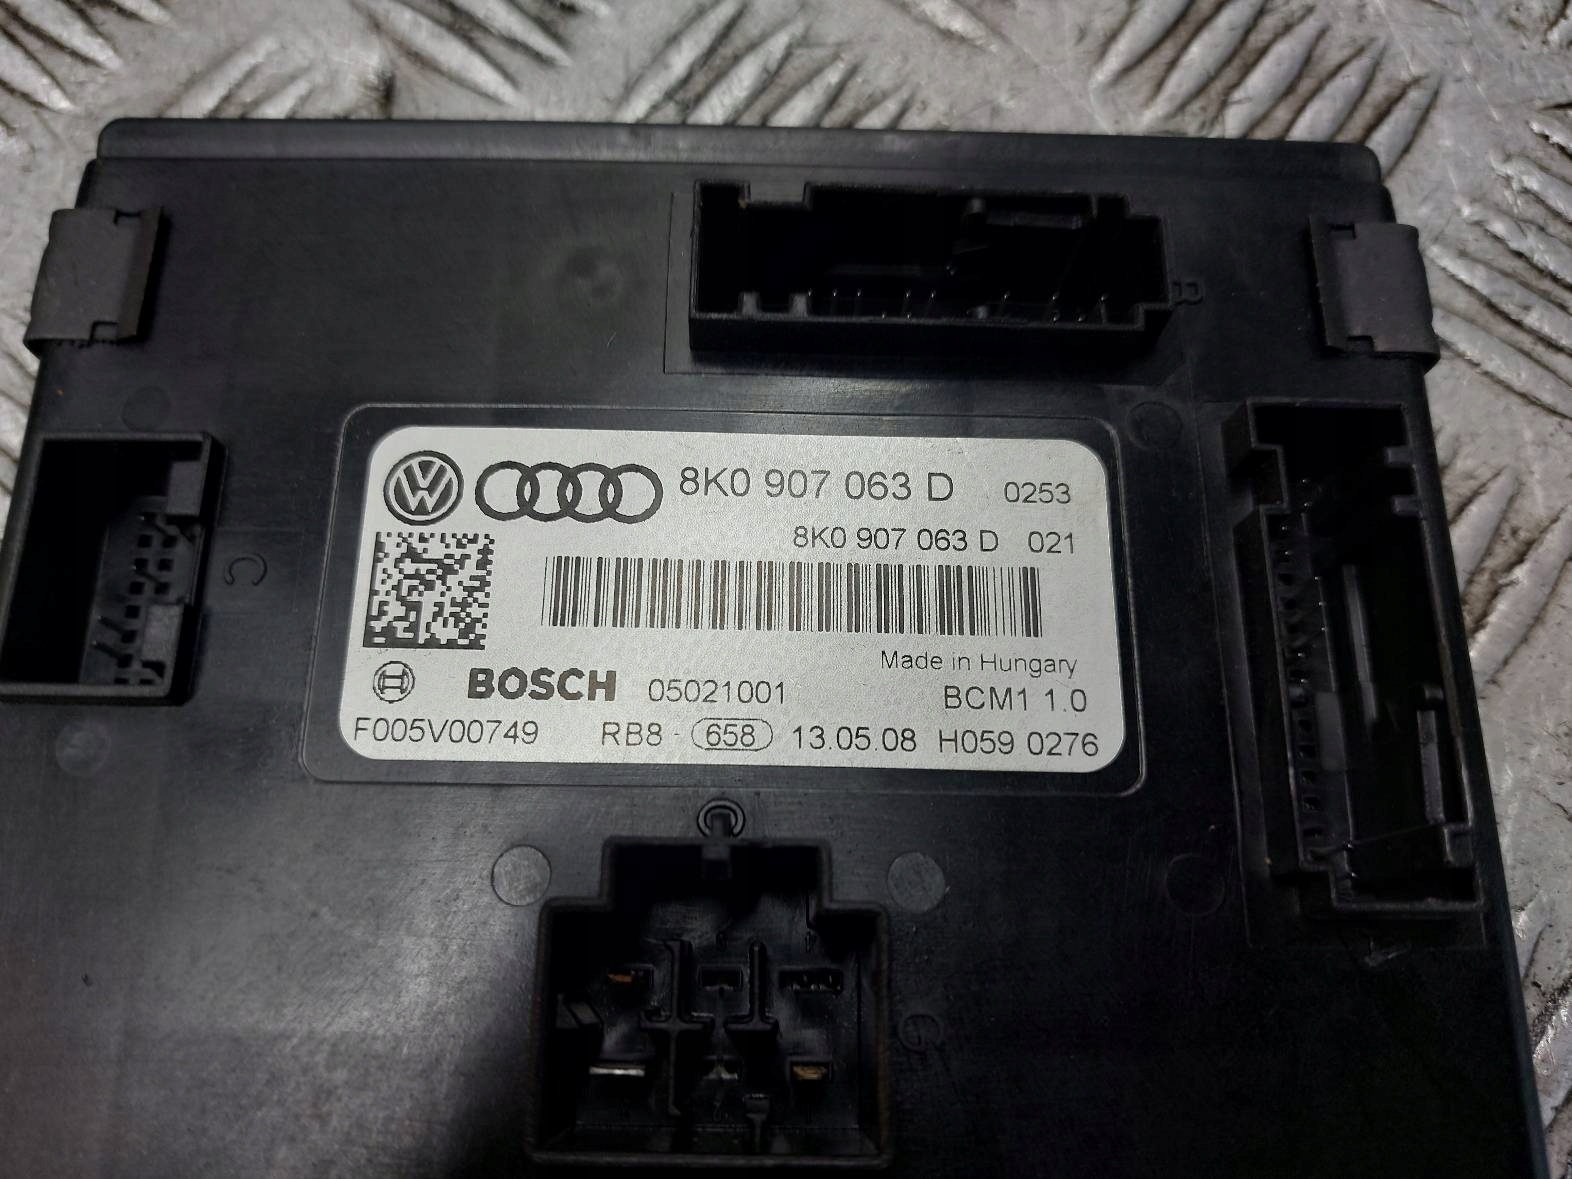 B
C
8K0 907 063 D 0253
8K0 907 063 D 021
Made in Hungary
BOSCH 05021001 BCM1 1.0
F005V00749 RB8 - 658 13.05.08 H059 0276
G